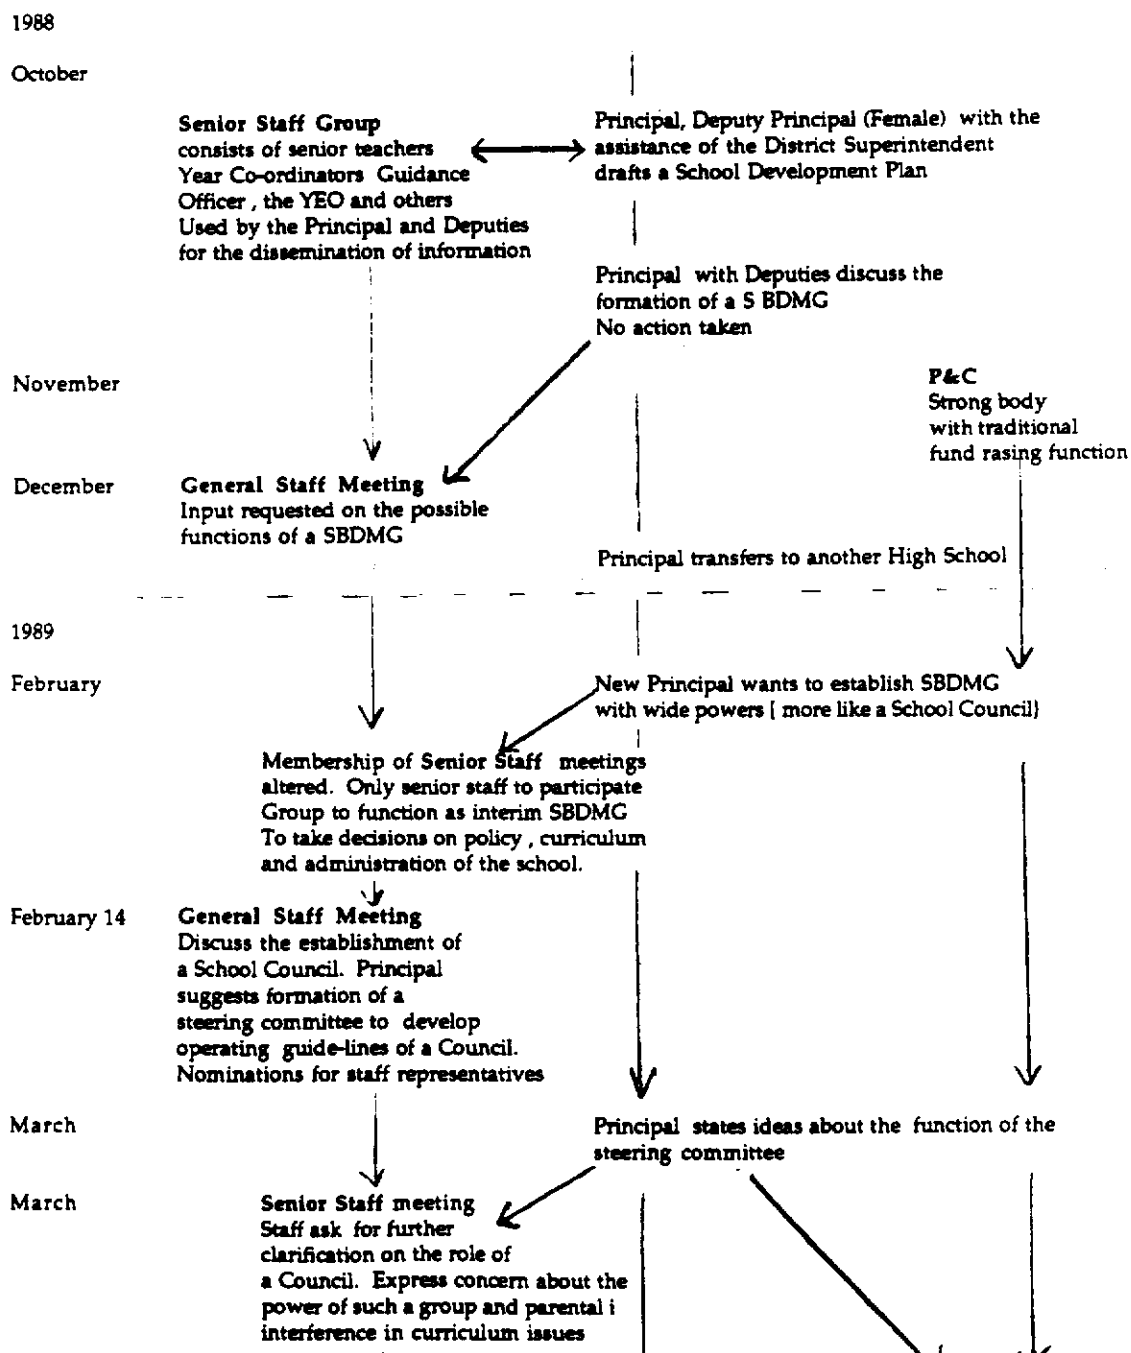 1988
October
Senior Staff Group
consists of senior teachers
Year Co-ordinators Guidance
Officer , the YEO and others
Used by the Principal and Deputies
for the dissemination of information
Principal, Deputy Principal (Female) with the
assistance of the District Superintendent
drafts a School Development Plan
Principal with Deputies discuss the
formation of a S BDMG
No action taken
November
P&C
Strong body
with traditional
fund rasing function
December
General Staff Meeting
Input requested on the possible
functions of a SBDMG
Principal transfers to another High School
1989
February
New Principal wants to establish SBDMG
with wide powers [ more like a School Council]
Membership of Senior Staff meetings
altered. Only senior staff to participate
Group to function as interim SBDMG
To take decisions on policy , curriculum
and administration of the school.
February 14
General Staff Meeting
Discuss the establishment of
a School Council. Principal
suggests formation of a
steering committee to develop
operating guide-lines of a Council.
Nominations for staff representatives
March
Principal states ideas about the function of the
steering committee
March
Senior Staff meeting
Staff ask for further
clarification on the role of
a Council. Express concern about the
power of such a group and parental i
interference in curriculum issues